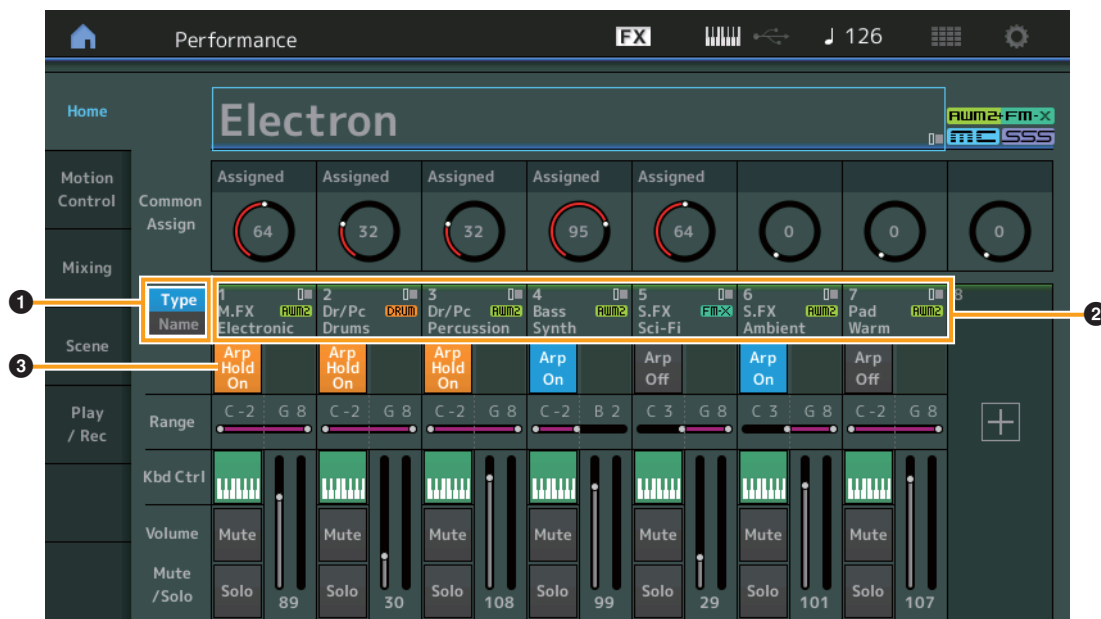 Performance FX 126
Home
Electron
AWM2+FM-X
MC SSS
Motion Control
Common Assign
Assigned Assigned Assigned Assigned Assigned
64 32 32 95 64 0 0 0
Mixing
1
Type
Name
1 2 3 4 5 6 7 8
M.FX AWM2 Dr/Pc DRUM Dr/Pc AWM2 Bass AWM2 S.FX FM-X S.FX AWM2 Pad AWM2
Electronic Drums Percussion Synth Sci-Fi Ambient Warm
2
Scene
3
Arp Hold On Arp Hold On Arp Hold On Arp On Arp Off Arp On Arp Off
Play / Rec
Range
C -2 G 8 C -2 G 8 C -2 G 8 C -2 B 2 C 3 G 8 C 3 G 8 C -2 G 8
Kbd Ctrl
Volume
Mute Mute Mute Mute Mute Mute Mute
Mute /Solo
Solo Solo Solo Solo Solo Solo Solo
89 30 108 99 29 101 107